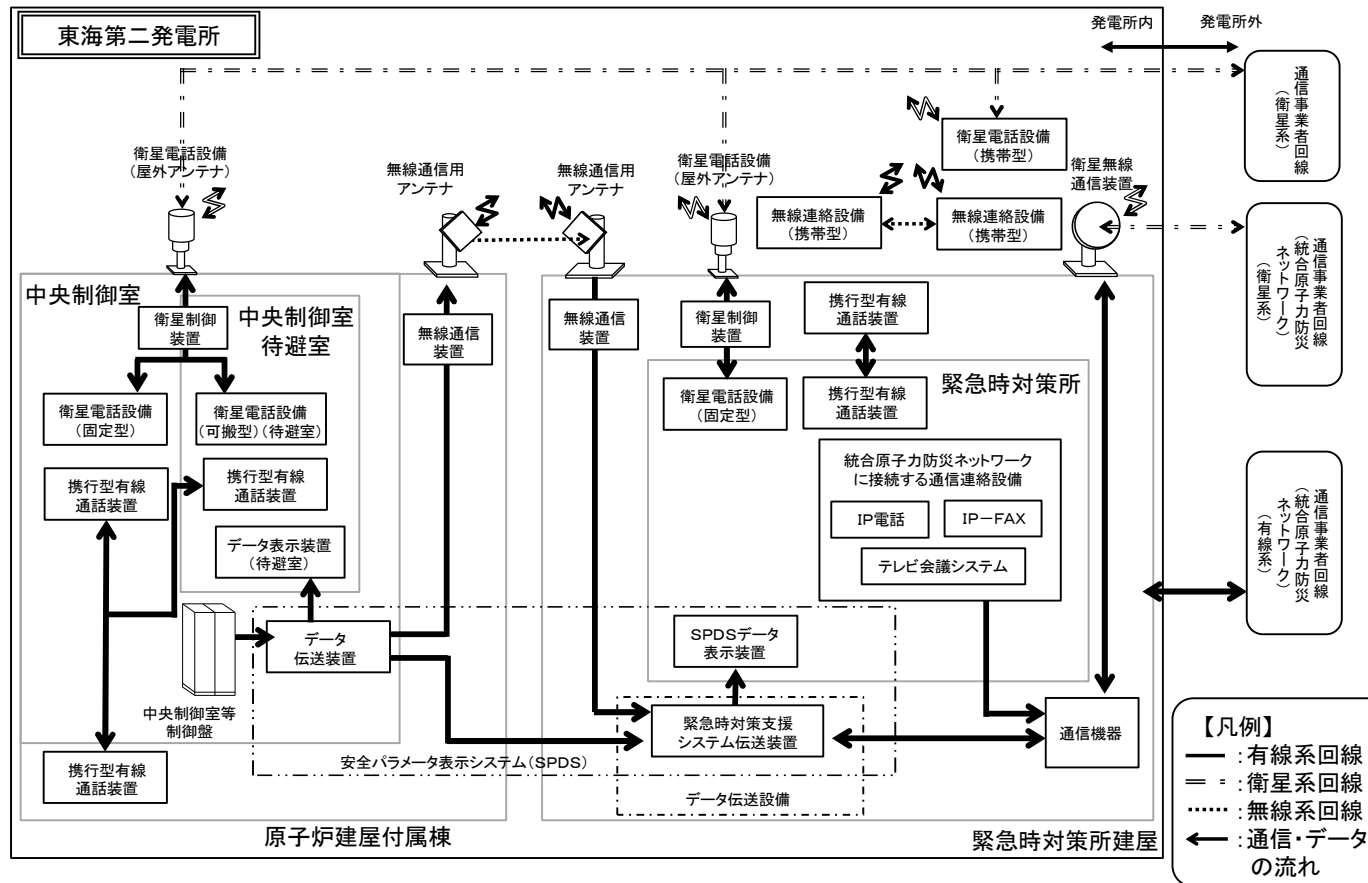 東海第二発電所
発電所内
発電所外
通信事業者回線
（衛星系）
衛星電話設備
（屋外アンテナ）
無線通信用
アンテナ
無線通信用
アンテナ
衛星電話設備
（屋外アンテナ）
衛星電話設備
（携帯型）
無線連絡設備
（携帯型）
無線連絡設備
（携帯型）
衛星無線
通信装置
通信事業者回線
（統合原子力防災
ネットワーク）
（衛星系）
中央制御室
衛星制御
装置
中央制御室
待避室
無線通信
装置
無線通信
装置
衛星制御
装置
携行型有線
通話装置
緊急時対策所
衛星電話設備
（固定型）
衛星電話設備
（可搬型）（待避室）
衛星電話設備
（固定型）
携行型有線
通話装置
携行型有線
通話装置
携行型有線
通話装置
統合原子力防災ネットワーク
に接続する通信連絡設備
IP電話
IP－FAX
テレビ会議システム
通信事業者回線
（統合原子力防災
ネットワーク）
（有線系）
データ表示装置
（待避室）
データ
伝送装置
SPDSデータ
表示装置
中央制御室等
制御盤
緊急時対策支援
システム伝送装置
通信機器
安全パラメータ表示システム（SPDS）
携行型有線
通話装置
データ伝送設備
原子炉建屋付属棟
緊急時対策所建屋
【凡例】
：有線系回線
：衛星系回線
：無線系回線
：通信・データ
の流れ